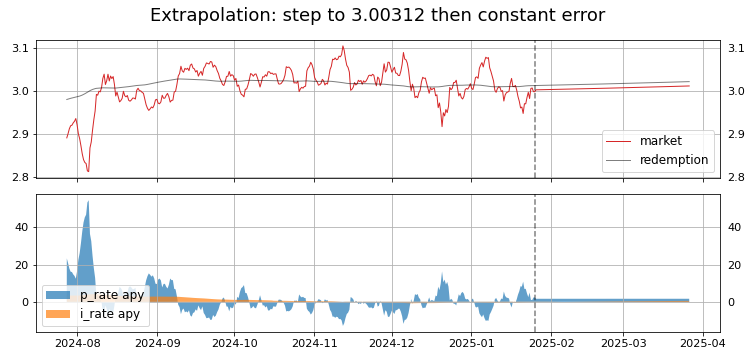 Extrapolation: step to 3.00312 then constant error
3.1 3.1
3.0 3.0
2.9 2.9
2.8 2.8
market
redemption
40 40
20 20
0 0
p_rate apy
i_rate apy
2024-08 2024-09 2024-10 2024-11 2024-12 2025-01 2025-02 2025-03 2025-04